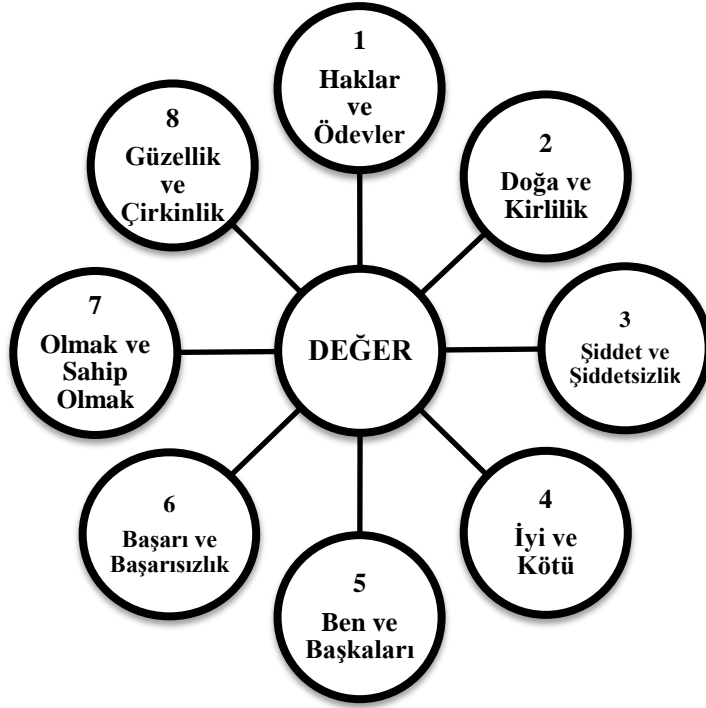 1
Haklar
ve
Ödevler
2
Doğa ve
Kirlilik
3
Şiddet ve
Şiddetsizlik
4
İyi ve
Kötü
5
Ben ve
Başkaları
6
Başarı ve
Başarısızlık
7
Olmak ve
Sahip
Olmak
8
Güzellik
ve
Çirkinlik
DEĞER